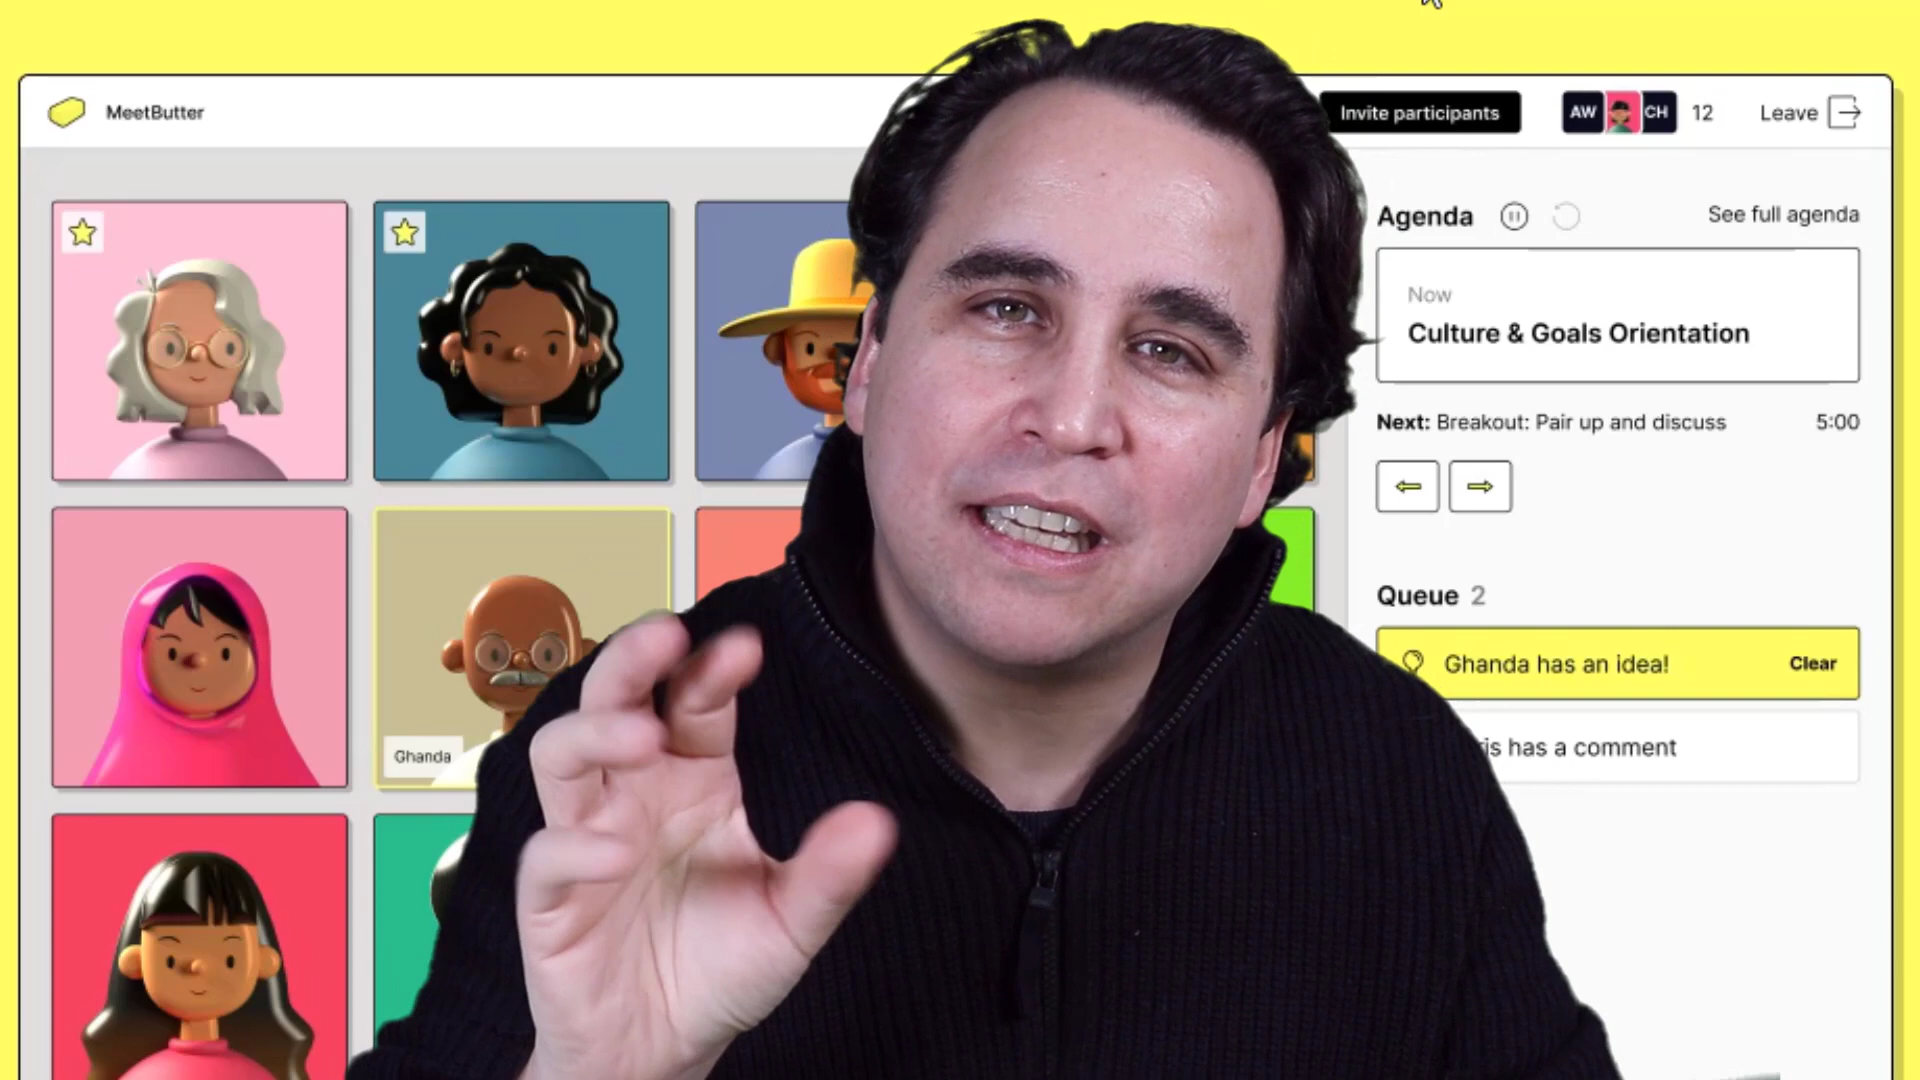 MeetButter
Invite participants
AW
CH
12
Leave
Agenda
See full agenda
Now
Culture & Goals Orientation
Next: Breakout: Pair up and discuss
5:00
Queue 2
Ghanda has an idea!
Clear
has a comment
Ghanda